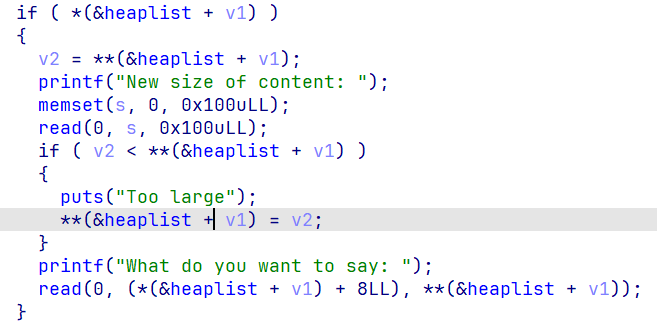 if ( *(&heaplist + v1) )
{
v2 = **(&heaplist + v1);
printf("New size of content: ");
memset(s, 0, 0x100uLL);
read(0, s, 0x100uLL);
if ( v2 < **(&heaplist + v1) )
{
puts("Too large");
**(&heaplist + v1) = v2;
}
printf("What do you want to say: ");
read(0, (*(&heaplist + v1) + 8LL), **(&heaplist + v1));
}